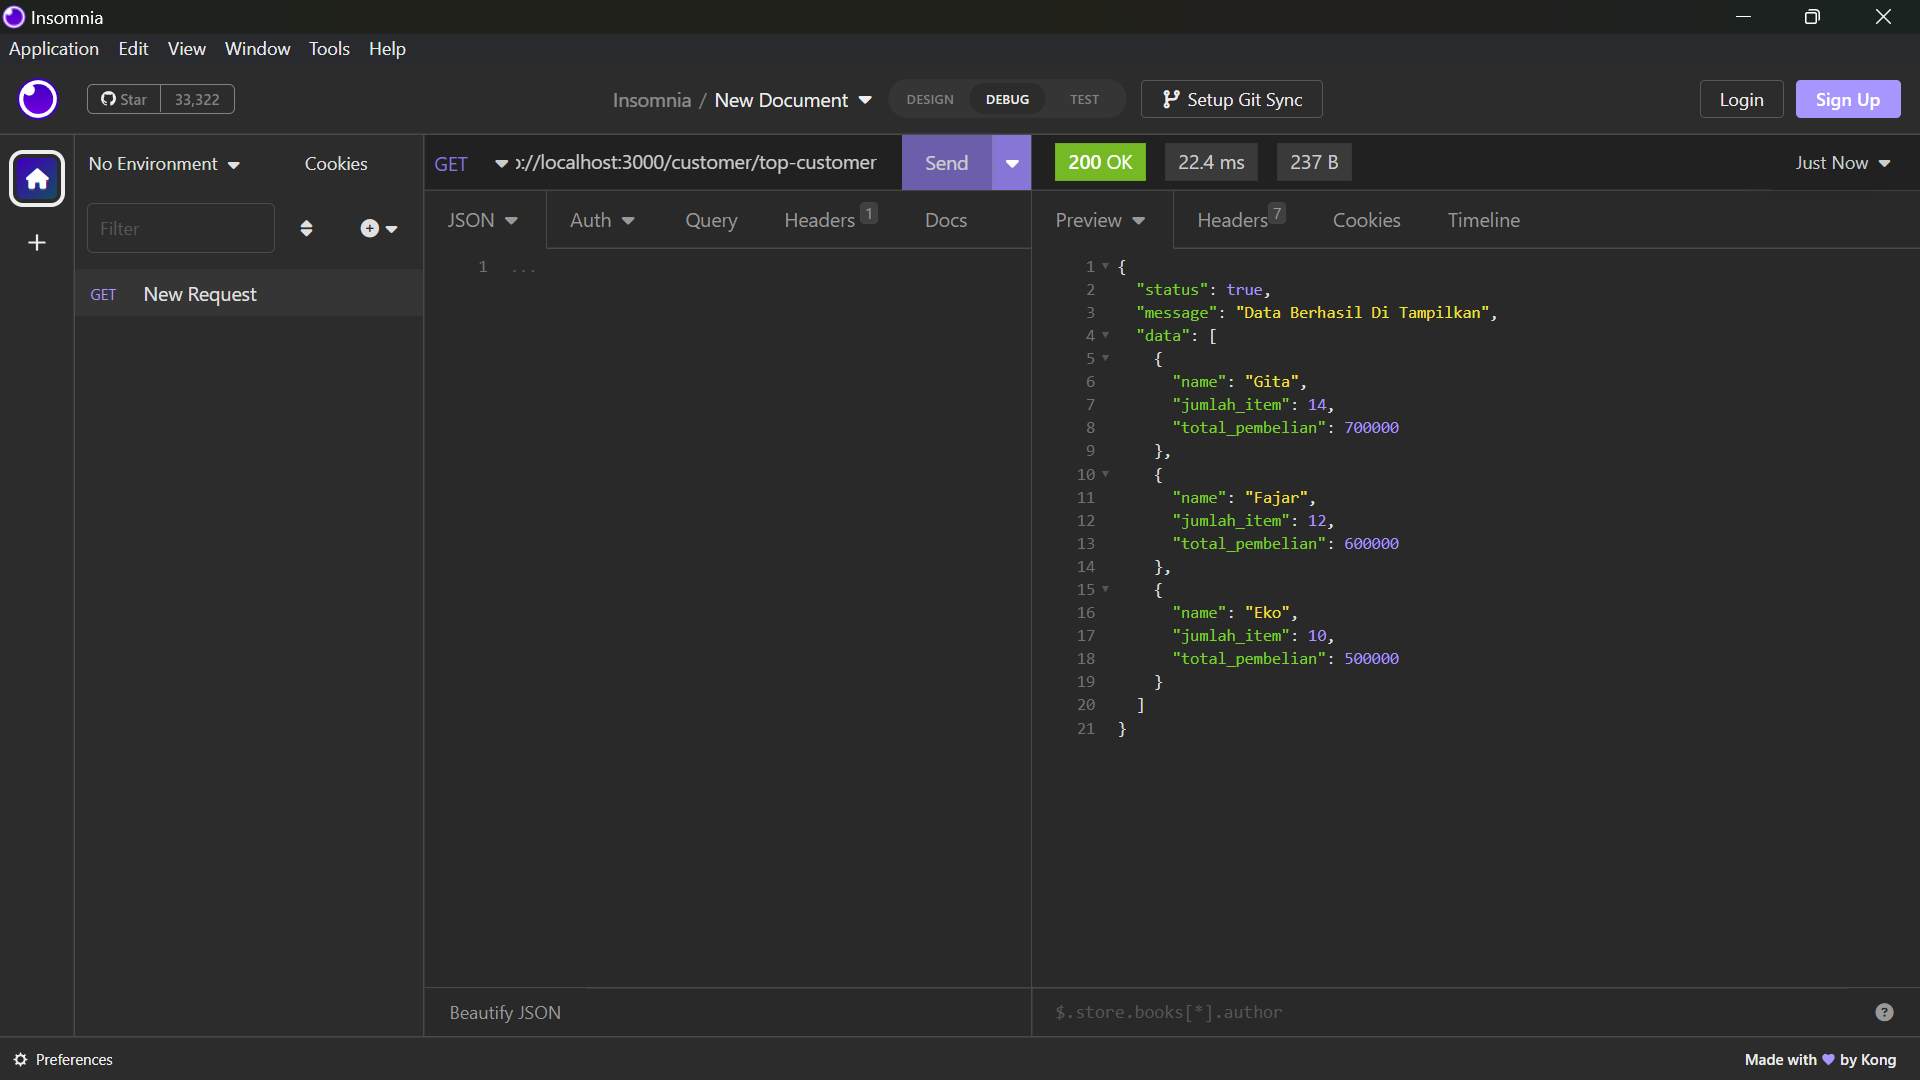 Insomnia
Application Edit View Window Tools Help
Star 33,322
Insomnia / New Document
DESIGN DEBUG TEST
Setup Git Sync
Login
Sign Up
No Environment
Cookies
GET
://localhost:3000/customer/top-customer
Send
200 OK
22.4 ms
237 B
Just Now
Filter
JSON
Auth
Query
Headers 1
Docs
Preview
Headers 7
Cookies
Timeline
GET New Request
1 ...
1 {
2 "status": true,
3 "message": "Data Berhasil Di Tampilkan",
4 "data": [
5 {
6 "name": "Gita",
7 "jumlah_item": 14,
8 "total_pembelian": 700000
9 },
10 {
11 "name": "Fajar",
12 "jumlah_item": 12,
13 "total_pembelian": 600000
14 },
15 {
16 "name": "Eko",
17 "jumlah_item": 10,
18 "total_pembelian": 500000
19 }
20 ]
21 }
Beautify JSON
$.store.books[*].author
?
Preferences
Made with by Kong